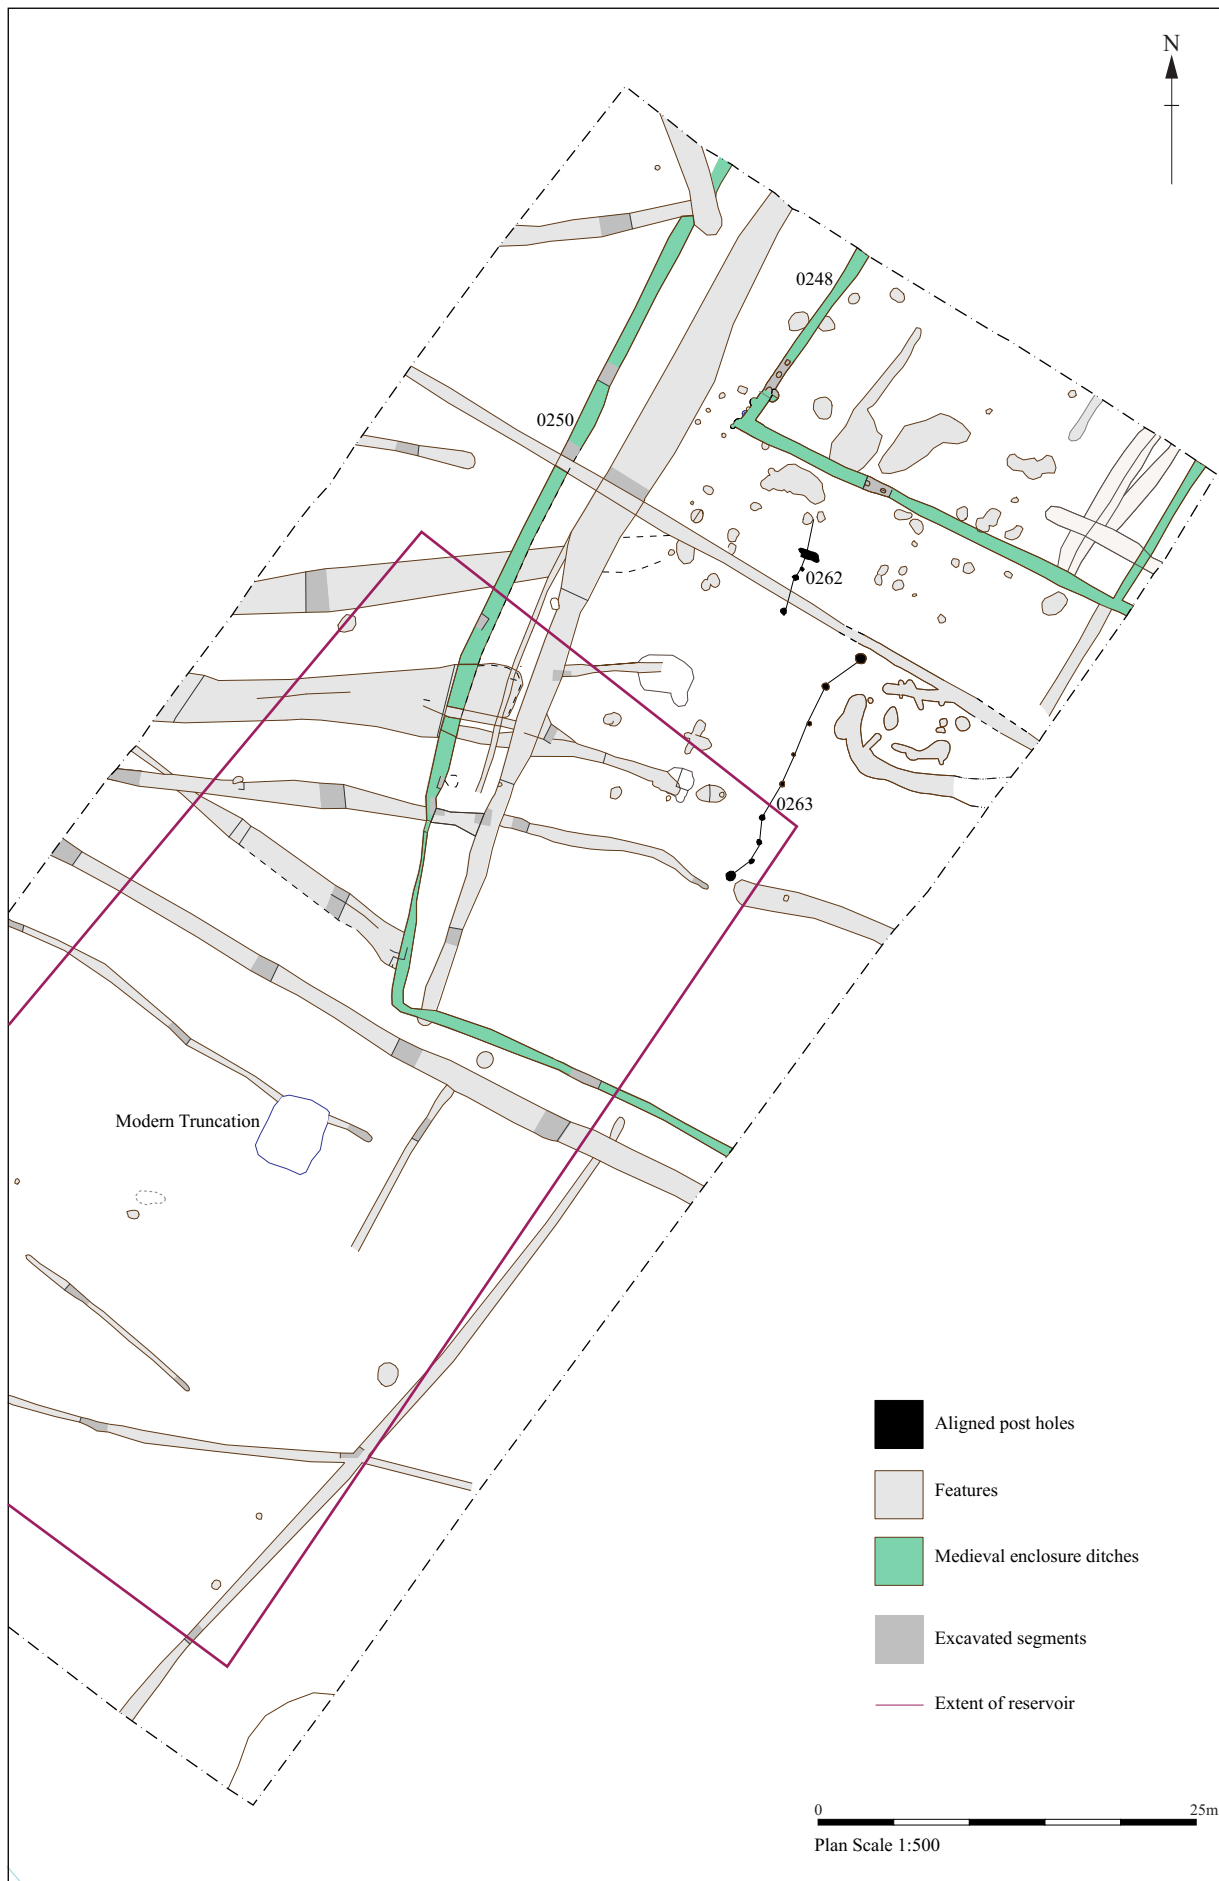 N
0248
0250
0262
0263
Modern Truncation
Aligned post holes
Features
Medieval enclosure ditches
Excavated segments
Extent of reservoir
0 25m
Plan Scale 1:500